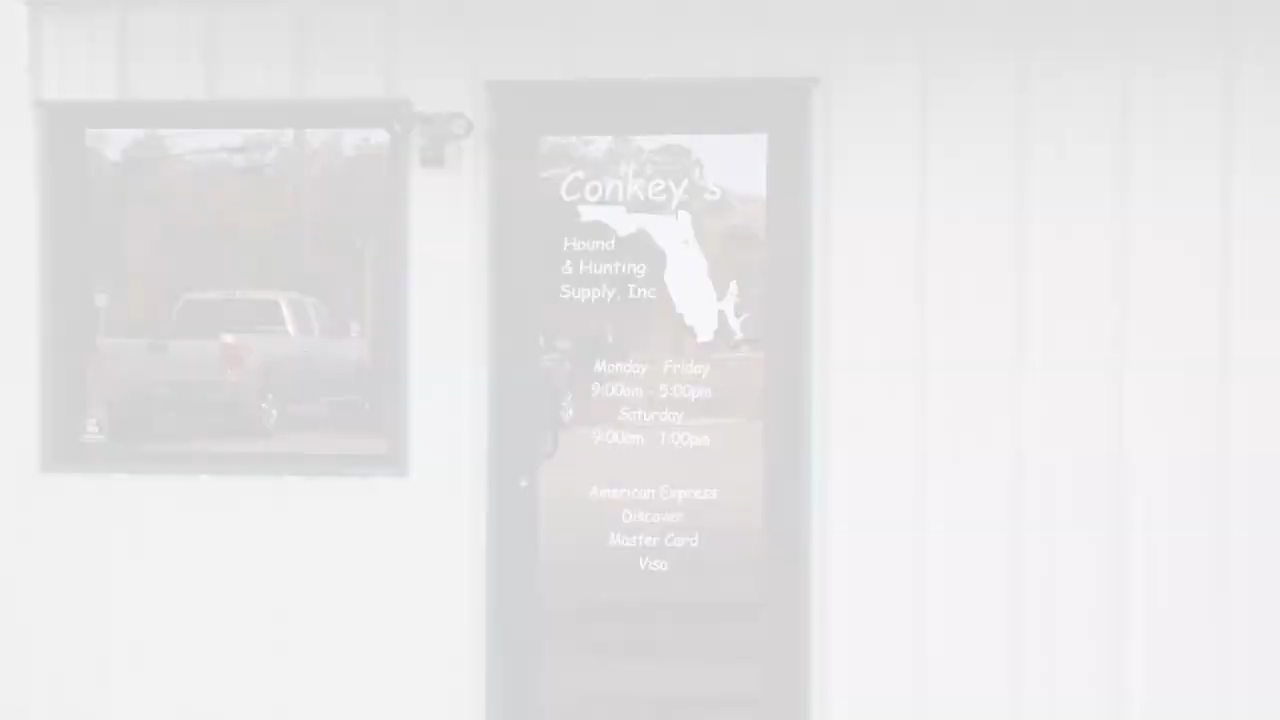 Conkey's
Hound
& Hunting
Supply, Inc
Monday - Friday
9:00am - 5:00pm
Saturday
9:00am - 1:00pm
American Express
Discover
Master Card
Visa